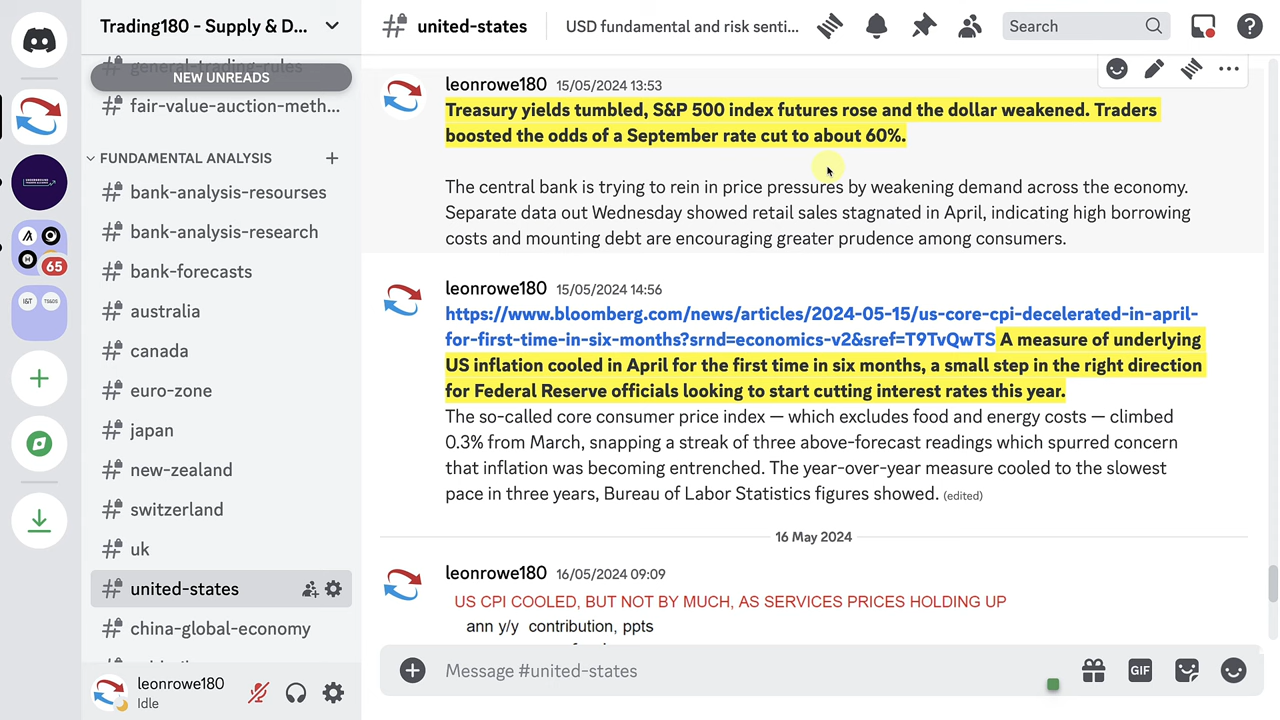 Trading180 - Supply & D...
general-trading-rules
NEW UNREADS
fair-value-auction-meth...
FUNDAMENTAL ANALYSIS
bank-analysis-resourses
bank-analysis-research
bank-forecasts
australia
canada
euro-zone
japan
new-zealand
switzerland
uk
united-states
china-global-economy
leonrowe180
Idle
65
united-states
USD fundamental and risk senti...
Search
leonrowe180 15/05/2024 13:53
Treasury yields tumbled, S&P 500 index futures rose and the dollar weakened. Traders
boosted the odds of a September rate cut to about 60%.
The central bank is trying to rein in price pressures by weakening demand across the economy.
Separate data out Wednesday showed retail sales stagnated in April, indicating high borrowing
costs and mounting debt are encouraging greater prudence among consumers.
leonrowe180 15/05/2024 14:56
https://www.bloomberg.com/news/articles/2024-05-15/us-core-cpi-decelerated-in-april-
for-first-time-in-six-months?srnd=economics-v2&sref=T9TvQwTS A measure of underlying
US inflation cooled in April for the first time in six months, a small step in the right direction
for Federal Reserve officials looking to start cutting interest rates this year.
The so-called core consumer price index — which excludes food and energy costs — climbed
0.3% from March, snapping a streak of three above-forecast readings which spurred concern
that inflation was becoming entrenched. The year-over-year measure cooled to the slowest
pace in three years, Bureau of Labor Statistics figures showed. (edited)
16 May 2024
leonrowe180 16/05/2024 09:09
US CPI COOLED, BUT NOT BY MUCH, AS SERVICES PRICES HOLDING UP
ann y/y contribution, ppts
Message #united-states
GIF